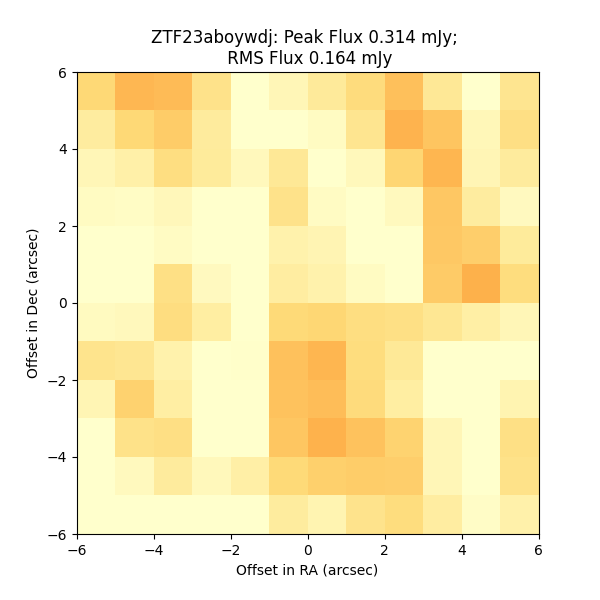 ZTF23aboywdj: Peak Flux 0.314 mJy;
RMS Flux 0.164 mJy
6
4
2
0
−2
−4
−6
Offset in Dec (arcsec)
−6 −4 −2 0 2 4 6
Offset in RA (arcsec)